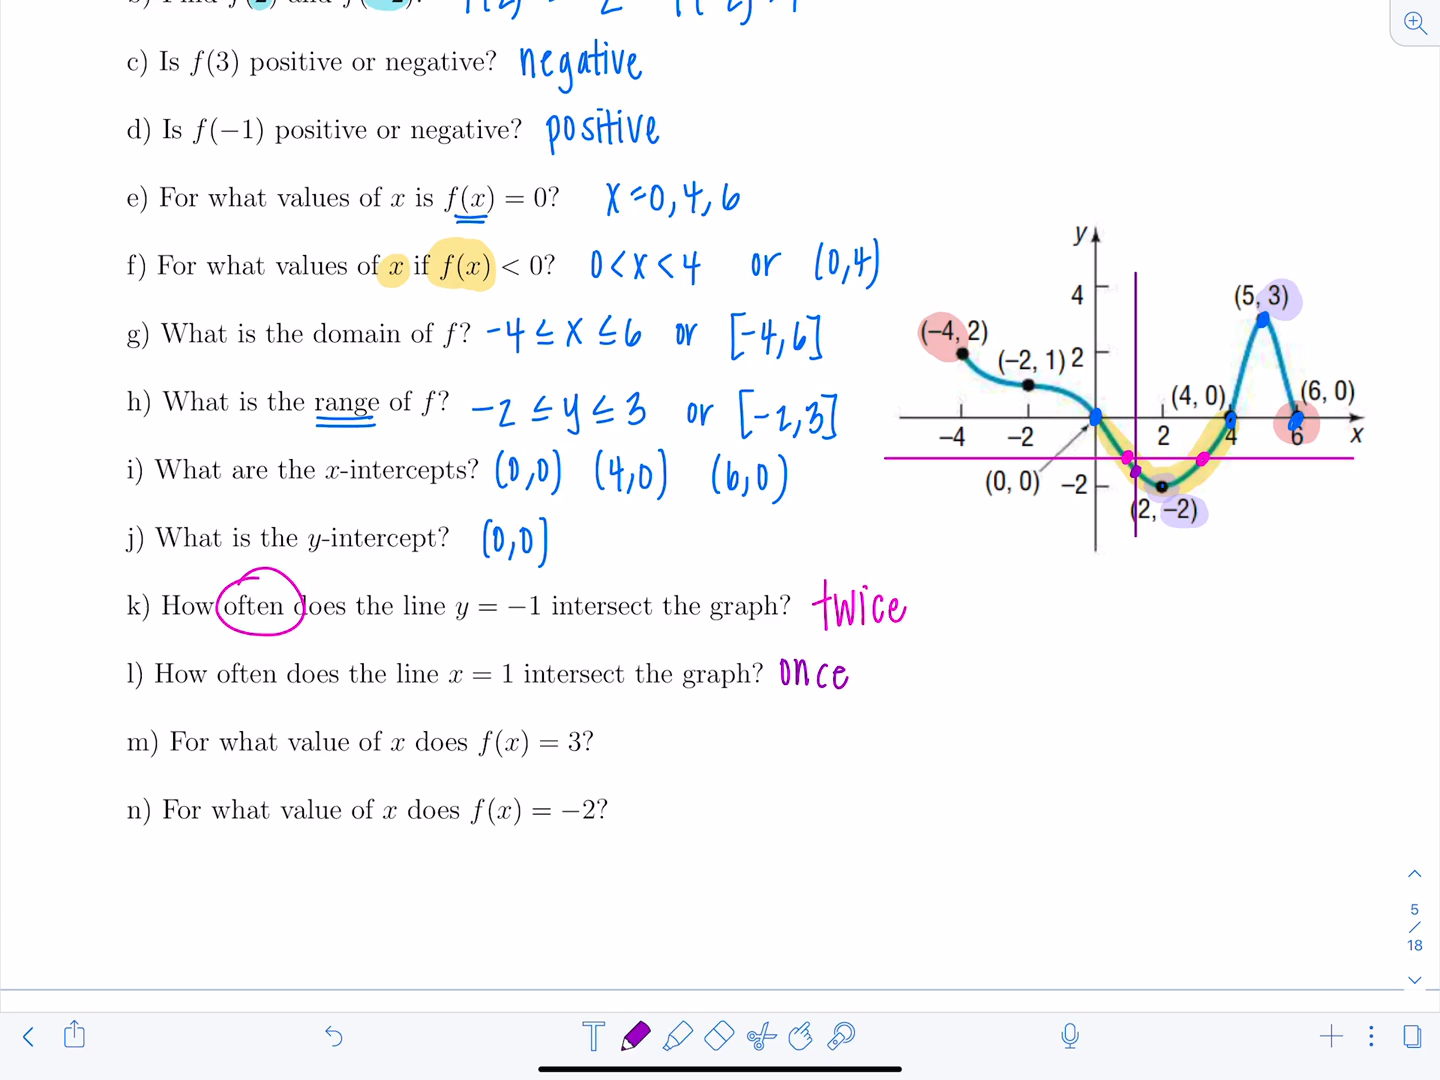 c) Is f(3) positive or negative? negative
d) Is f(−1) positive or negative? positive
e) For what values of x is f(x) = 0? x = 0, 4, 6
f) For what values of x if f(x) < 0? 0 < x < 4 or (0,4)
g) What is the domain of f? -4 ≤ x ≤ 6 or [-4,6]
h) What is the range of f? -2 ≤ y ≤ 3 or [-2,3]
i) What are the x-intercepts? (0,0) (4,0) (6,0)
j) What is the y-intercept? (0,0)
k) How often does the line y = −1 intersect the graph? twice
l) How often does the line x = 1 intersect the graph? once
m) For what value of x does f(x) = 3?
n) For what value of x does f(x) = −2?
y
4
(5, 3)
(−4, 2)
(−2, 1) 2
(4, 0)
(6, 0)
−4 −2 2 4 6 x
(0, 0) −2
(2, −2)
5
/
18
T